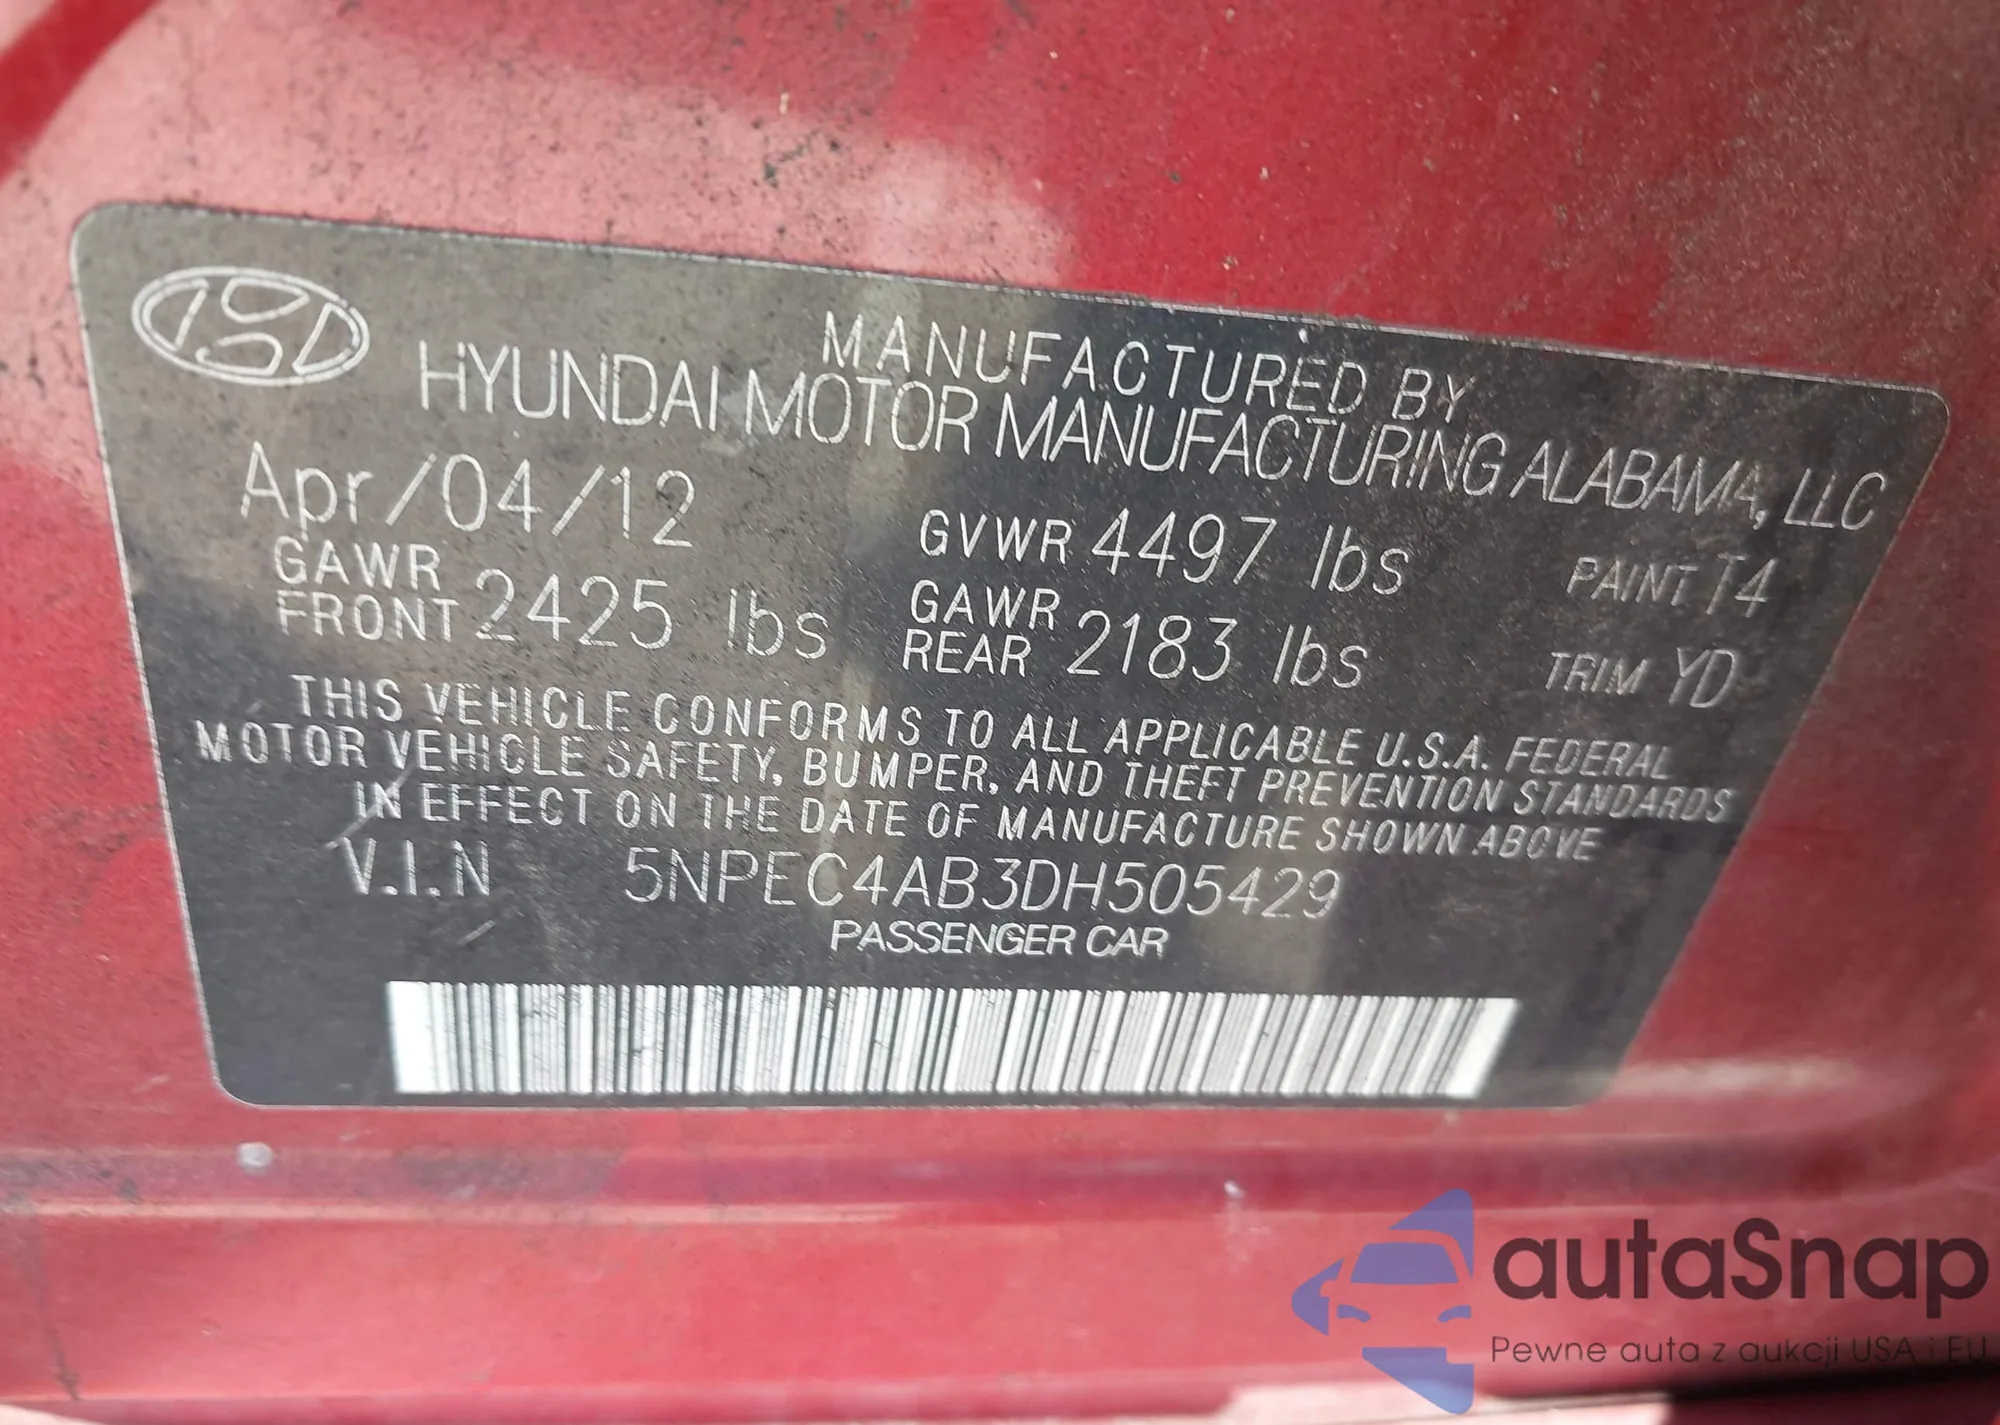 MANUFACTURED BY
HYUNDAI MOTOR MANUFACTURING ALABAMA, LLC
Apr/04/12 GVWR 4497 lbs PAINT T4
GAWR FRONT 2425 lbs GAWR REAR 2183 lbs TRIM YD
THIS VEHICLE CONFORMS TO ALL APPLICABLE U.S.A. FEDERAL
MOTOR VEHICLE SAFETY, BUMPER, AND THEFT PREVENTION STANDARDS
IN EFFECT ON THE DATE OF MANUFACTURE SHOWN ABOVE
V.I.N 5NPEC4AB3DH505429
PASSENGER CAR
autaSnap
Pewne auta z aukcji USA i EU